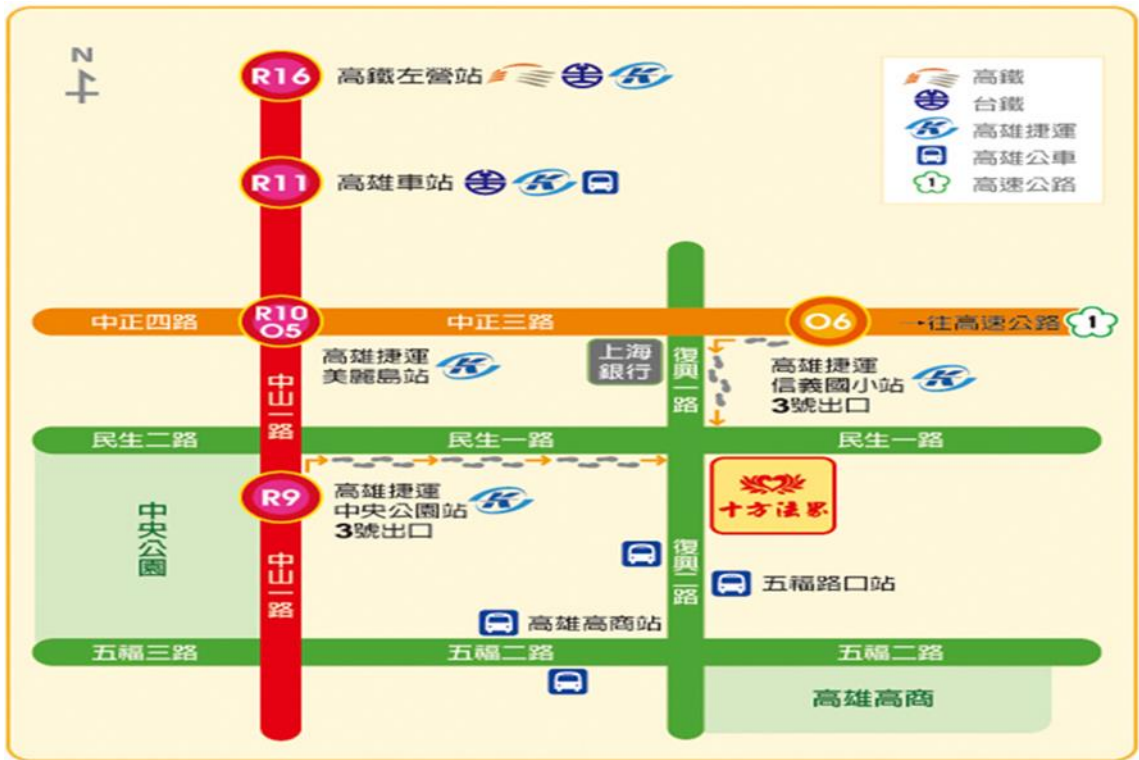 N
R16 高鐵左營站
高鐵
台鐵
高雄捷運
高雄公車
1 高速公路
R11 高雄車站
中正四路
R10
O5
中正三路
O6
→往高速公路 1
高雄捷運
美麗島站
上海
銀行
復興一路
高雄捷運
信義國小站
3號出口
中山一路
民生二路
民生一路
民生一路
中央公園
R9
高雄捷運
中央公園站
3號出口
十方法界
中山一路
復興二路
五福路口站
高雄高商站
五福三路
五福二路
五福二路
高雄高商